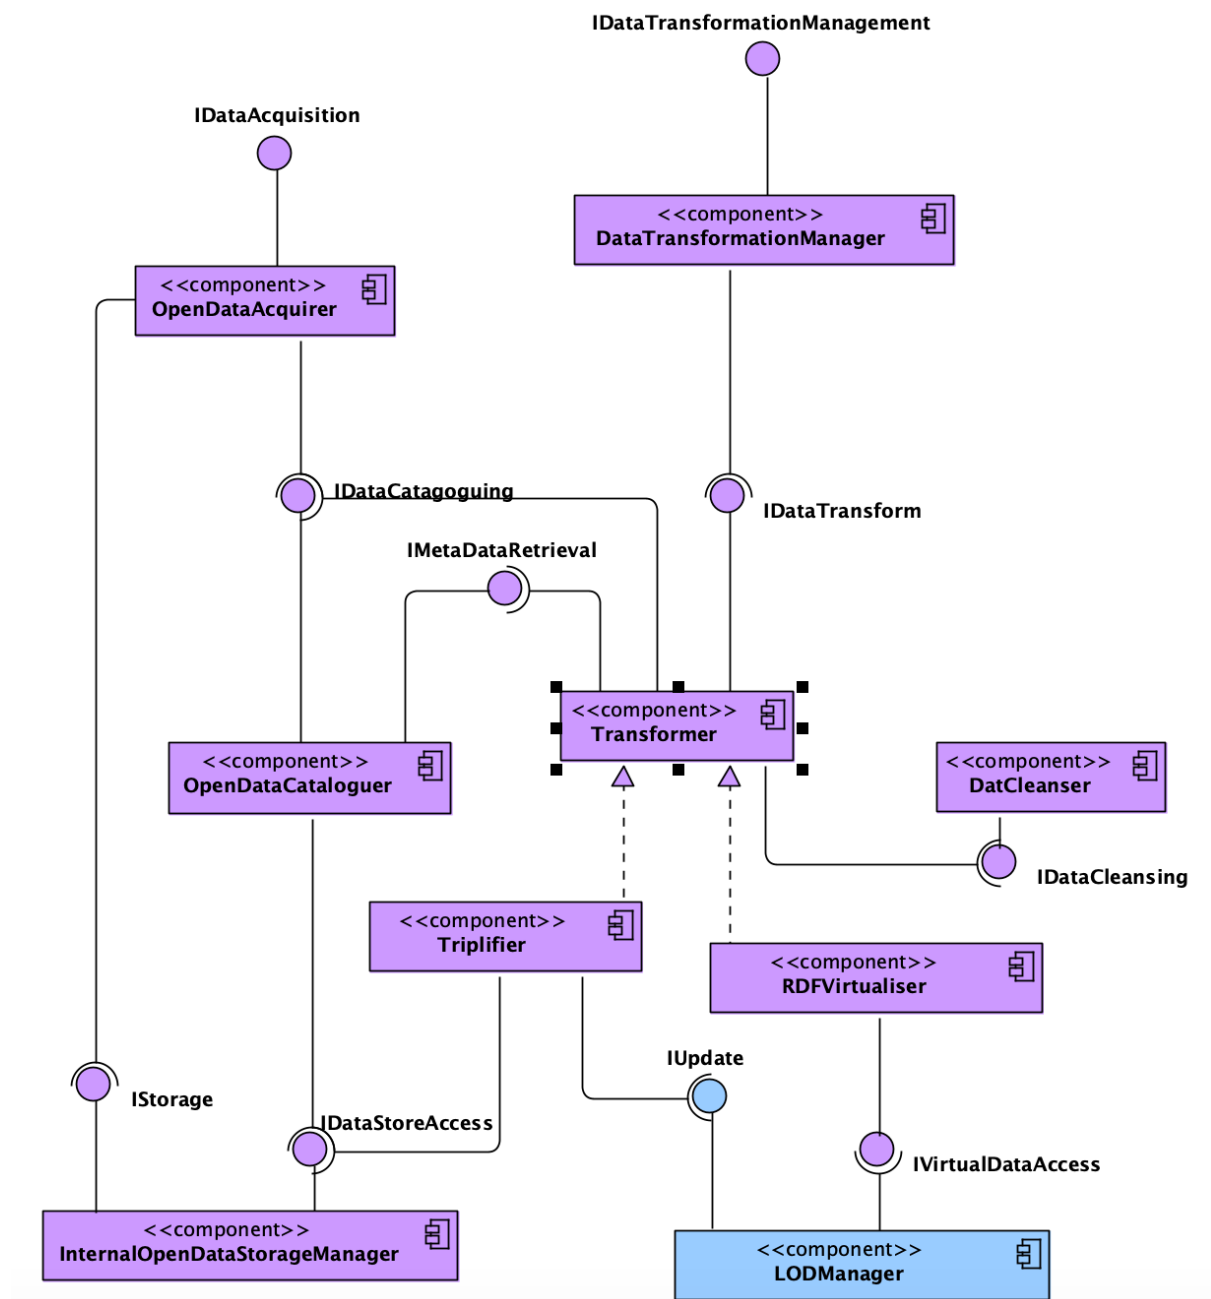 IDataTransformationManagement
IDataAcquisition
<<component>>
DataTransformationManager
<<component>>
OpenDataAcquirer
IDataCatagoguing
IDataTransform
IMetaDataRetrieval
<<component>>
Transformer
<<component>>
OpenDataCataloguer
<<component>>
DatCleanser
IDataCleansing
<<component>>
Triplifier
<<component>>
RDFVirtualiser
IUpdate
IStorage
IDataStoreAccess
IVirtualDataAccess
<<component>>
InternalOpenDataStorageManager
<<component>>
LODManager